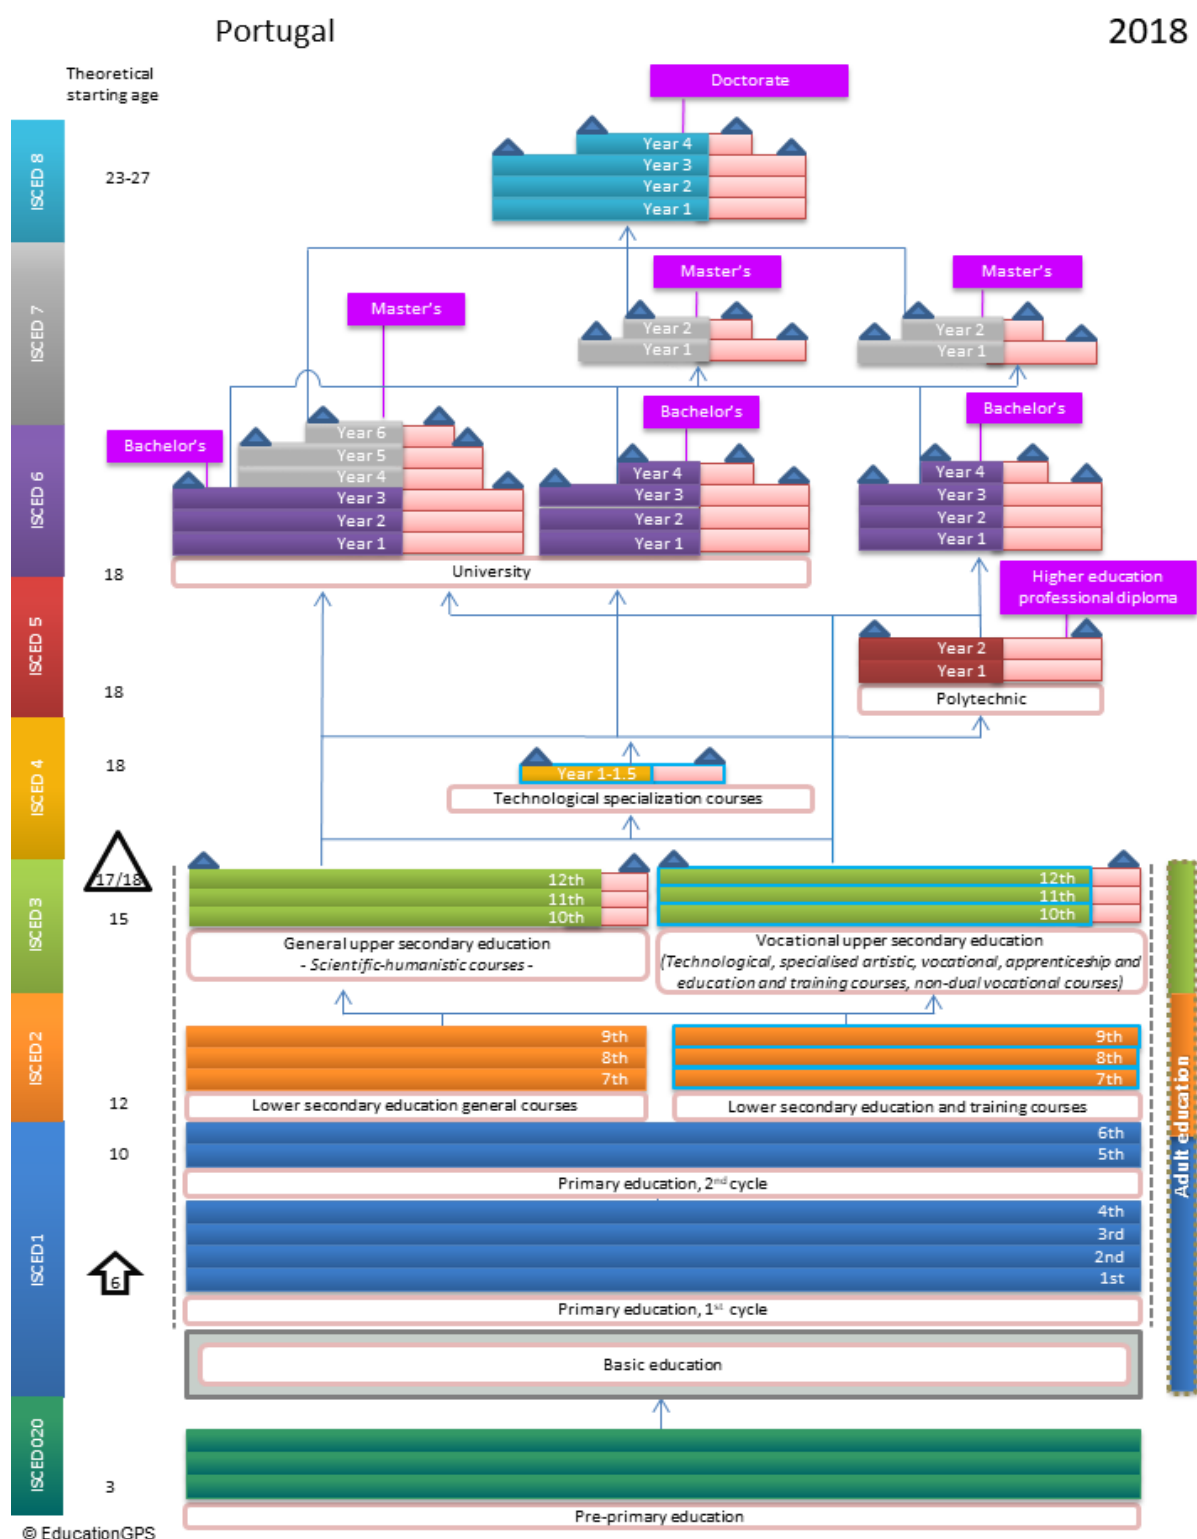 Portugal
2018
Theoretical
starting age
Doctorate
ISCED 8
23-27
Year 4
Year 3
Year 2
Year 1
ISCED 7
Master's
Master's
Master's
Year 2
Year 1
Year 2
Year 1
ISCED 6
Bachelor's
Bachelor's
Bachelor's
Year 6
Year 5
Year 4
Year 3
Year 2
Year 1
Year 4
Year 3
Year 2
Year 1
Year 4
Year 3
Year 2
Year 1
18
University
ISCED 5
Higher education
professional diploma
Year 2
Year 1
18
Polytechnic
ISCED 4
18
Year 1-1.5
Technological specialization courses
ISCED3
17/18
15
12th
11th
10th
12th
11th
10th
General upper secondary education
- Scientific-humanistic courses -
Vocational upper secondary education
(Technological, specialised artistic, vocational, apprenticeship and
education and training courses, non-dual vocational courses)
ISCED2
9th
8th
7th
9th
8th
7th
12
Lower secondary education general courses
Lower secondary education and training courses
Adult education
ISCED1
10
6th
5th
Primary education, 2nd cycle
4th
3rd
2nd
1st
6
Primary education, 1st cycle
Basic education
ISCED020
3
Pre-primary education
© EducationGPS